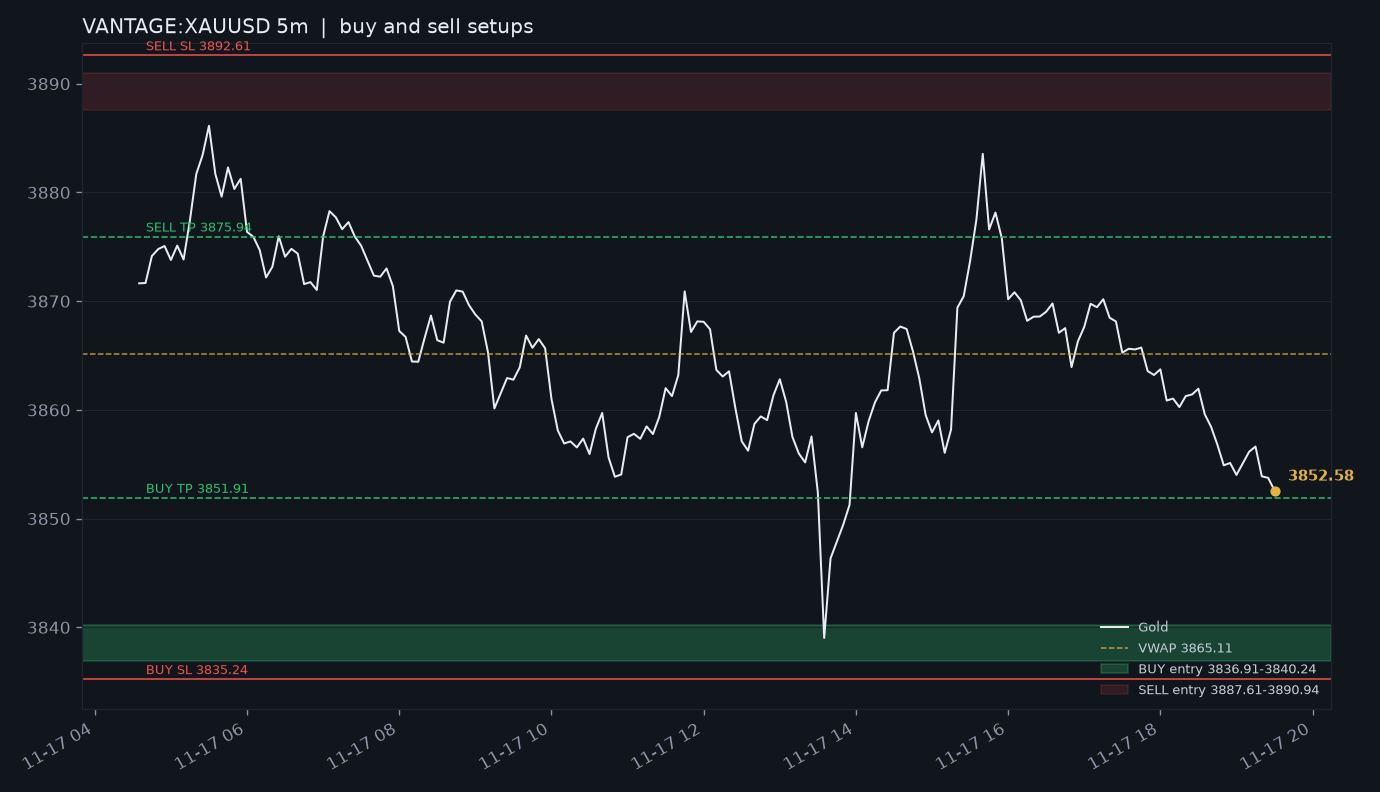 VANTAGE:XAUUSD 5m | buy and sell setups
SELL SL 3892.61
3890
3880
SELL TP 3875.94
3870
3860
BUY TP 3851.91
3852.58
3850
3840
BUY SL 3835.24
Gold
VWAP 3865.11
BUY entry 3836.91-3840.24
SELL entry 3887.61-3890.94
11-17 04
11-17 06
11-17 08
11-17 10
11-17 12
11-17 14
11-17 16
11-17 18
11-17 20